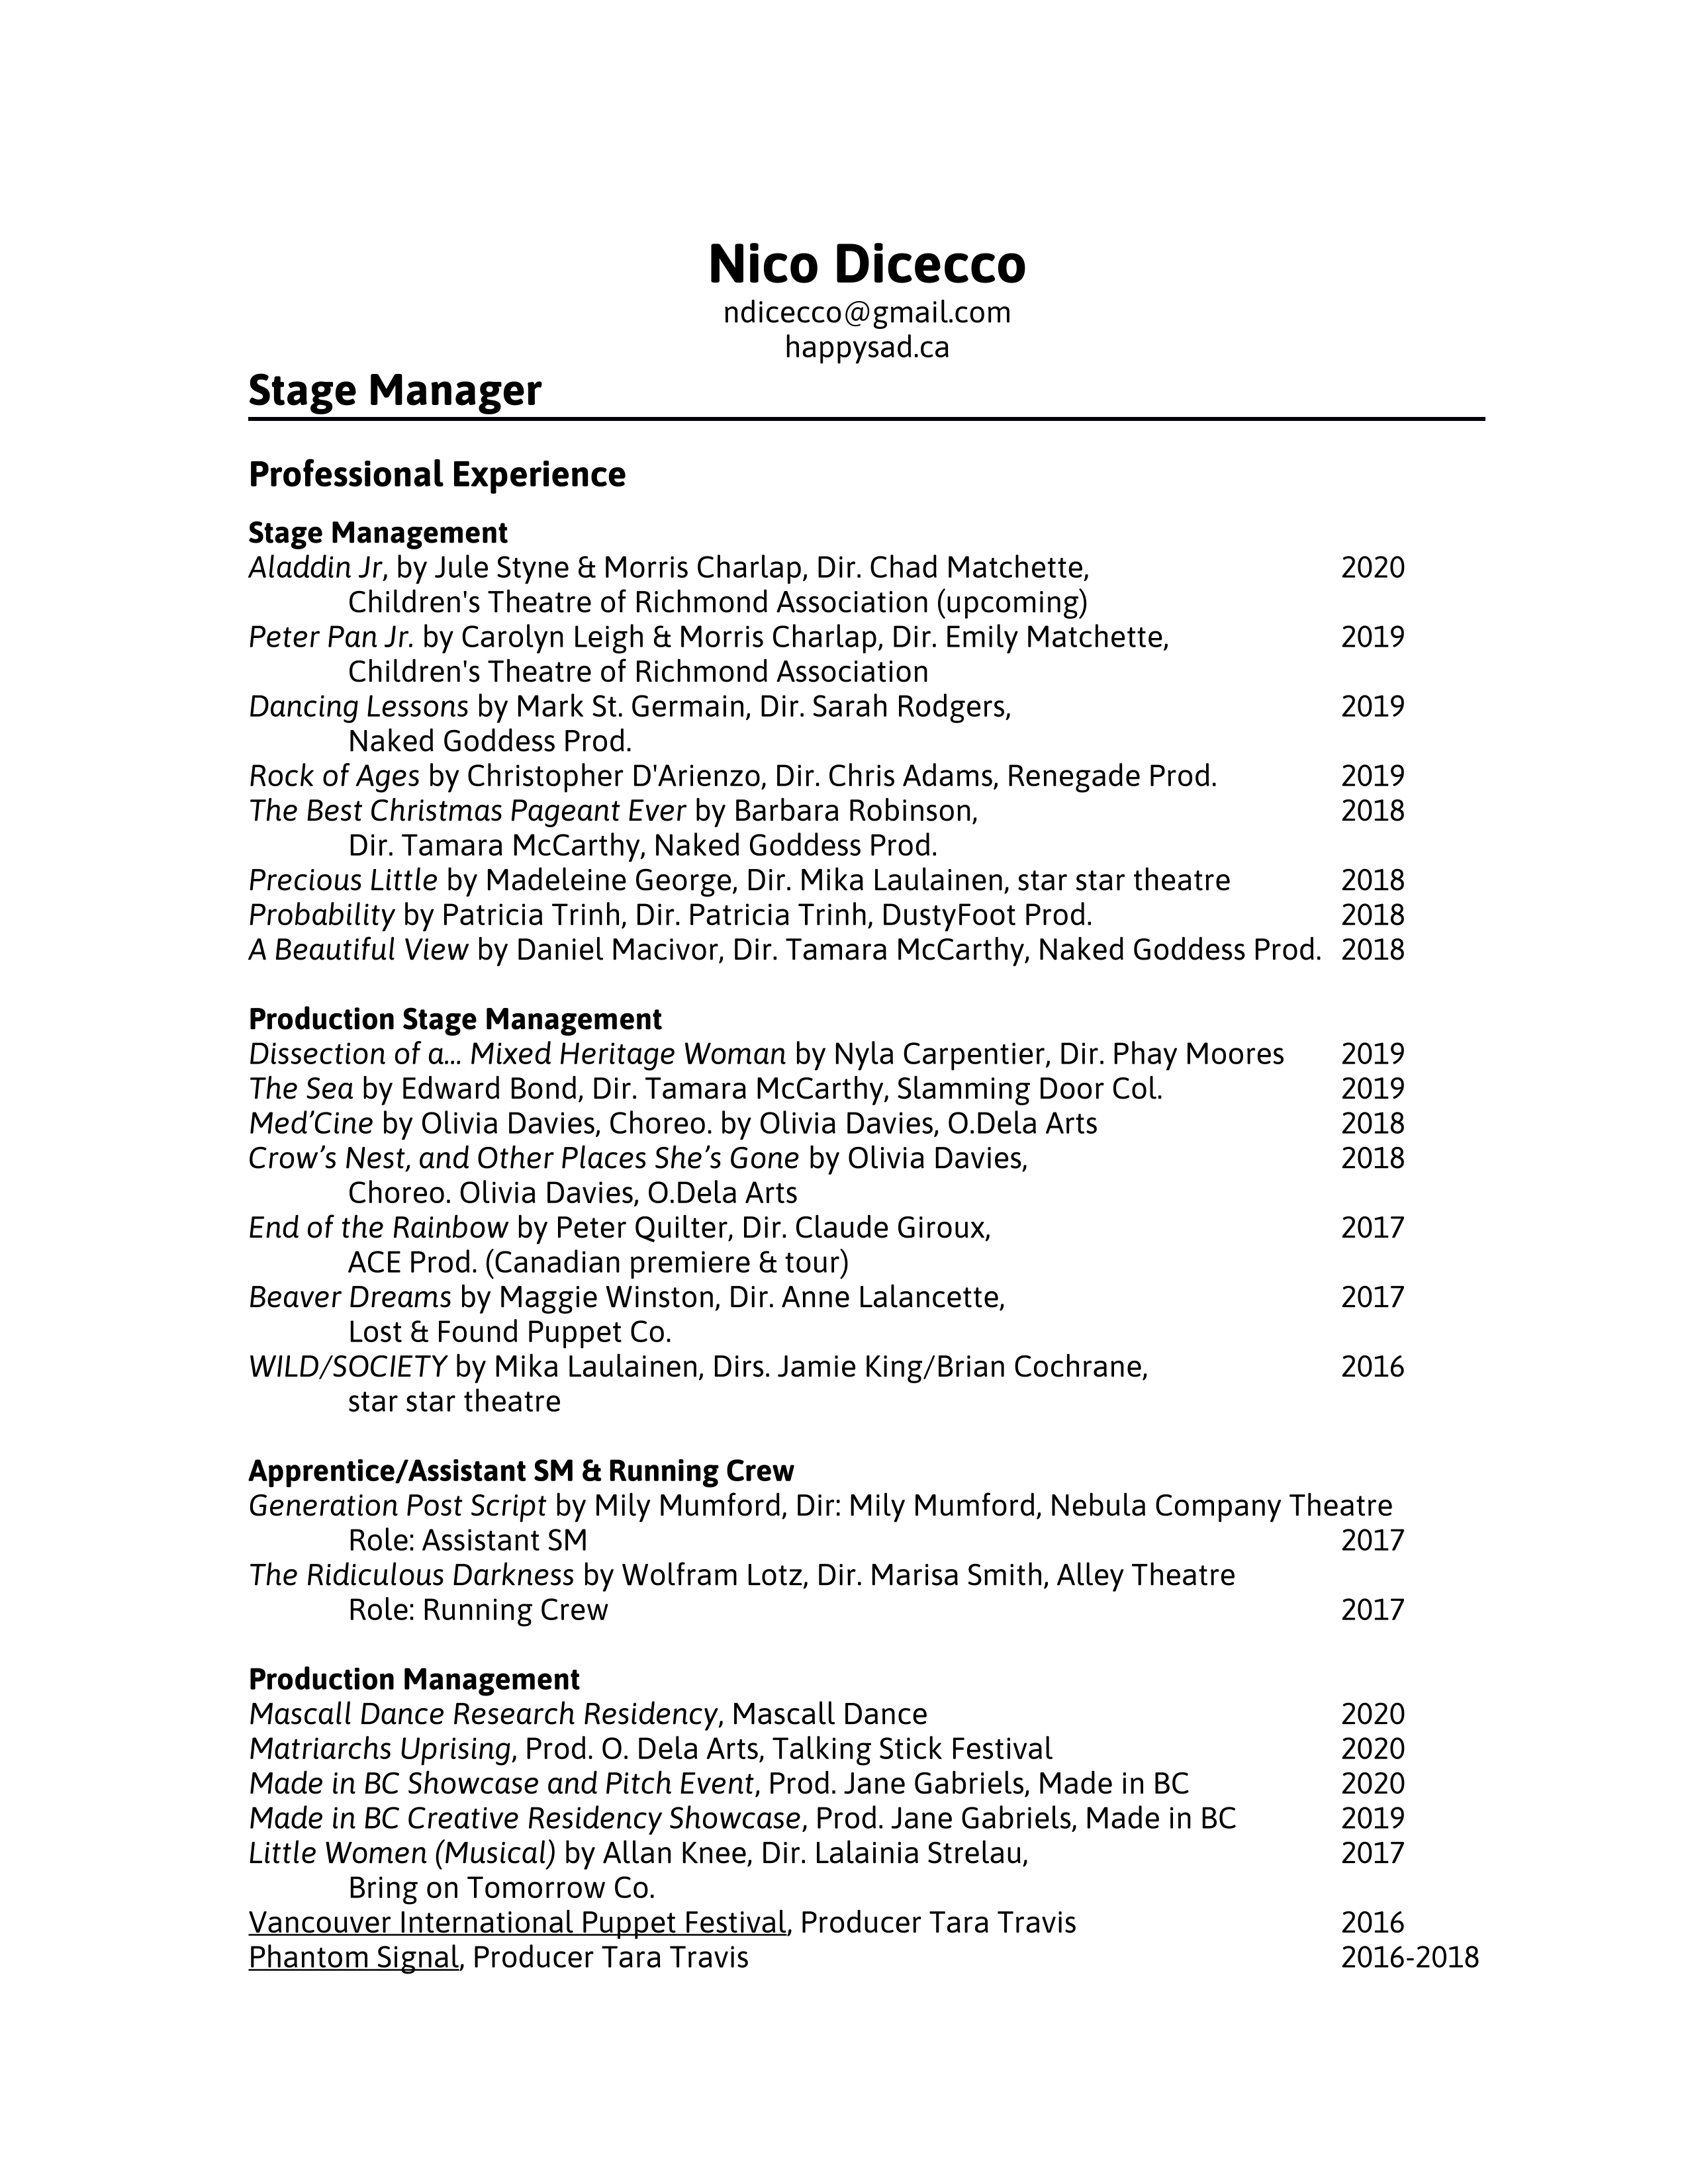 Nico Dicecco
ndicecco@gmail.com
happysad.ca
Stage Manager
Professional Experience
Stage Management
Aladdin Jr, by Jule Styne & Morris Charlap, Dir. Chad Matchette, 2020
Children's Theatre of Richmond Association (upcoming)
Peter Pan Jr. by Carolyn Leigh & Morris Charlap, Dir. Emily Matchette, 2019
Children's Theatre of Richmond Association
Dancing Lessons by Mark St. Germain, Dir. Sarah Rodgers, 2019
Naked Goddess Prod.
Rock of Ages by Christopher D'Arienzo, Dir. Chris Adams, Renegade Prod. 2019
The Best Christmas Pageant Ever by Barbara Robinson, 2018
Dir. Tamara McCarthy, Naked Goddess Prod.
Precious Little by Madeleine George, Dir. Mika Laulainen, star star theatre 2018
Probability by Patricia Trinh, Dir. Patricia Trinh, DustyFoot Prod. 2018
A Beautiful View by Daniel Macivor, Dir. Tamara McCarthy, Naked Goddess Prod. 2018
Production Stage Management
Dissection of a... Mixed Heritage Woman by Nyla Carpentier, Dir. Phay Moores 2019
The Sea by Edward Bond, Dir. Tamara McCarthy, Slamming Door Col. 2019
Med’Cine by Olivia Davies, Choreo. by Olivia Davies, O.Dela Arts 2018
Crow’s Nest, and Other Places She’s Gone by Olivia Davies, 2018
Choreo. Olivia Davies, O.Dela Arts
End of the Rainbow by Peter Quilter, Dir. Claude Giroux, 2017
ACE Prod. (Canadian premiere & tour)
Beaver Dreams by Maggie Winston, Dir. Anne Lalancette, 2017
Lost & Found Puppet Co.
WILD/SOCIETY by Mika Laulainen, Dirs. Jamie King/Brian Cochrane, 2016
star star theatre
Apprentice/Assistant SM & Running Crew
Generation Post Script by Mily Mumford, Dir: Mily Mumford, Nebula Company Theatre
Role: Assistant SM 2017
The Ridiculous Darkness by Wolfram Lotz, Dir. Marisa Smith, Alley Theatre
Role: Running Crew 2017
Production Management
Mascall Dance Research Residency, Mascall Dance 2020
Matriarchs Uprising, Prod. O. Dela Arts, Talking Stick Festival 2020
Made in BC Showcase and Pitch Event, Prod. Jane Gabriels, Made in BC 2020
Made in BC Creative Residency Showcase, Prod. Jane Gabriels, Made in BC 2019
Little Women (Musical) by Allan Knee, Dir. Lalainia Strelau, 2017
Bring on Tomorrow Co.
Vancouver International Puppet Festival, Producer Tara Travis 2016
Phantom Signal, Producer Tara Travis 2016-2018